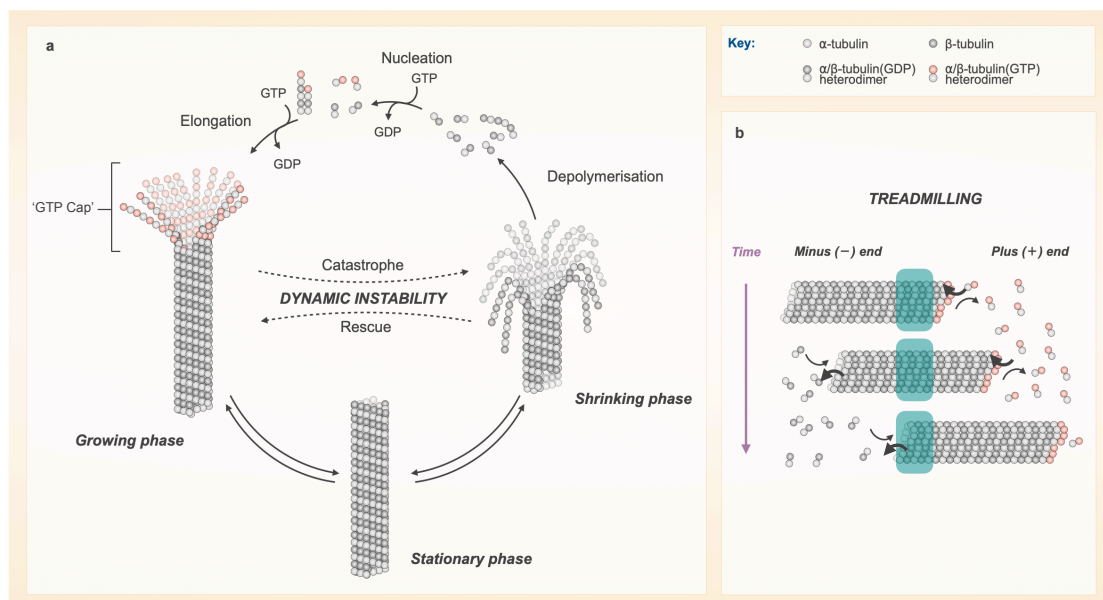 a
Nucleation
GTP
GDP
GTP
Elongation
GDP
'GTP Cap'
Depolymerisation
Catastrophe
DYNAMIC INSTABILITY
Rescue
Growing phase
Shrinking phase
Stationary phase
Key:
α-tubulin
β-tubulin
α/β-tubulin(GDP)
heterodimer
α/β-tubulin(GTP)
heterodimer
b
TREADMILLING
Time
Minus (−) end
Plus (+) end